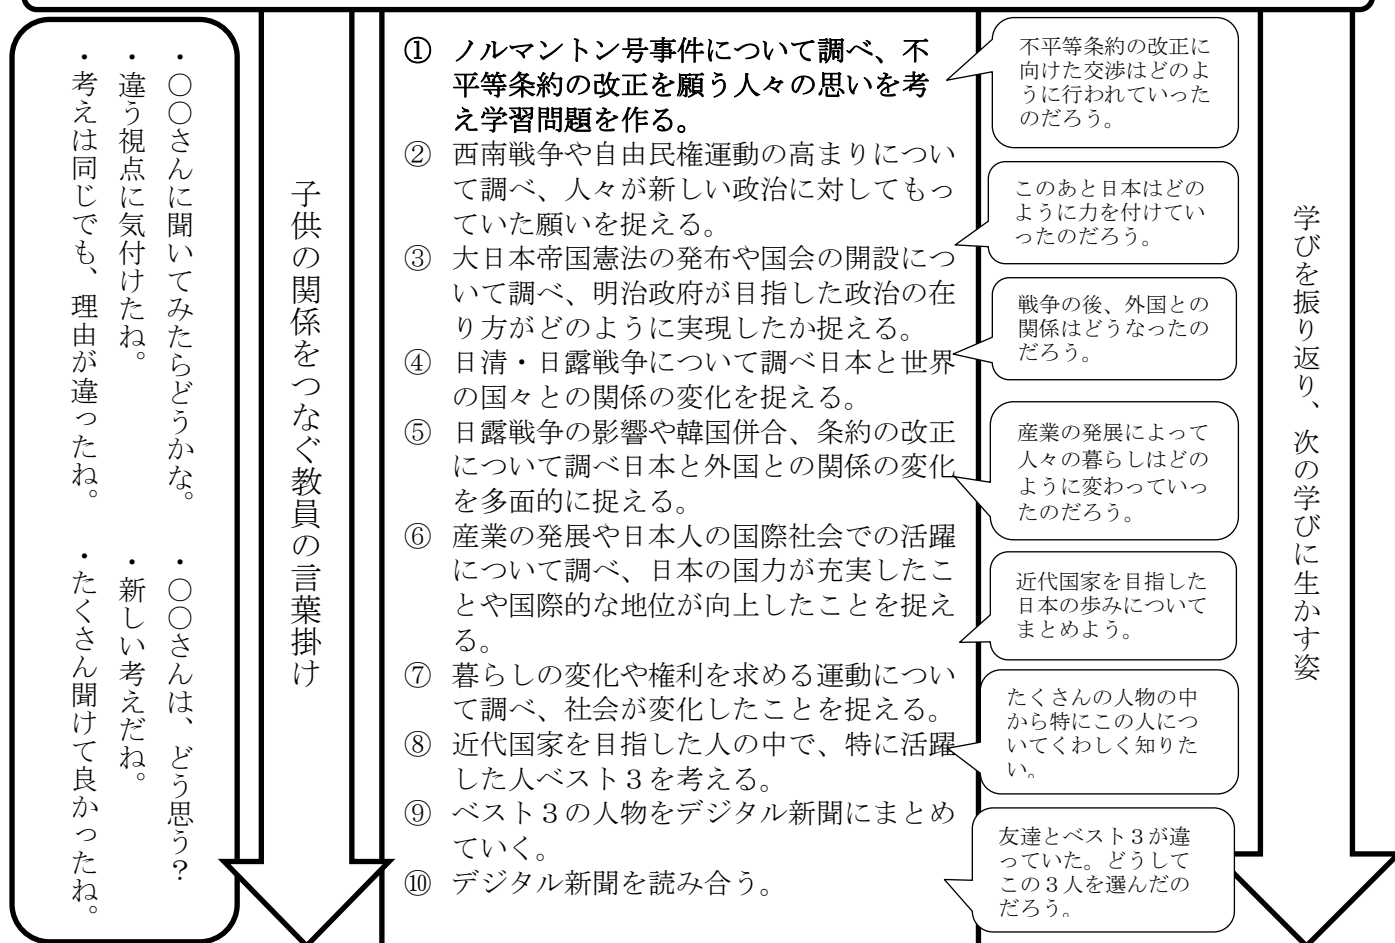 ・〇〇さんに聞いてみたらどうかな。
・違う視点に気付けたね。
・考えは同じでも、理由が違ったね。
・〇〇さんは、どう思う？
・新しい考えだね。
・たくさん聞けて良かったね。
子供の関係をつなぐ教員の言葉掛け
① ノルマントン号事件について調べ、不
平等条約の改正を願う人々の思いを考
え学習問題を作る。
② 西南戦争や自由民権運動の高まりについ
て調べ、人々が新しい政治に対してもっ
ていた願いを捉える。
③ 大日本帝国憲法の発布や国会の開設につ
いて調べ、明治政府が目指した政治の在
り方がどのように実現したか捉える。
④ 日清・日露戦争について調べ日本と世界
の国々との関係の変化を捉える。
⑤ 日露戦争の影響や韓国併合、条約の改正
について調べ日本と外国との関係の変化
を多面的に捉える。
⑥ 産業の発展や日本人の国際社会での活躍
について調べ、日本の国力が充実したこ
とや国際的な地位が向上したことを捉え
る。
⑦ 暮らしの変化や権利を求める運動につい
て調べ、社会が変化したことを捉える。
⑧ 近代国家を目指した人の中で、特に活躍
した人ベスト３を考える。
⑨ ベスト３の人物をデジタル新聞にまとめ
ていく。
⑩ デジタル新聞を読み合う。
不平等条約の改正に
向けた交渉はどのよ
うに行われていった
のだろう。
このあと日本はどの
ように力を付けてい
ったのだろう。
戦争の後、外国との
関係はどうなったの
だろう。
産業の発展によって
人々の暮らしはどの
ように変わっていっ
たのだろう。
近代国家を目指した
日本の歩みについて
まとめよう。
たくさんの人物の中
から特にこの人につ
いてくわしく知りた
い。
友達とベスト３が違
っていた。どうして
この３人を選んだの
だろう。
学びを振り返り、次の学びに生かす姿